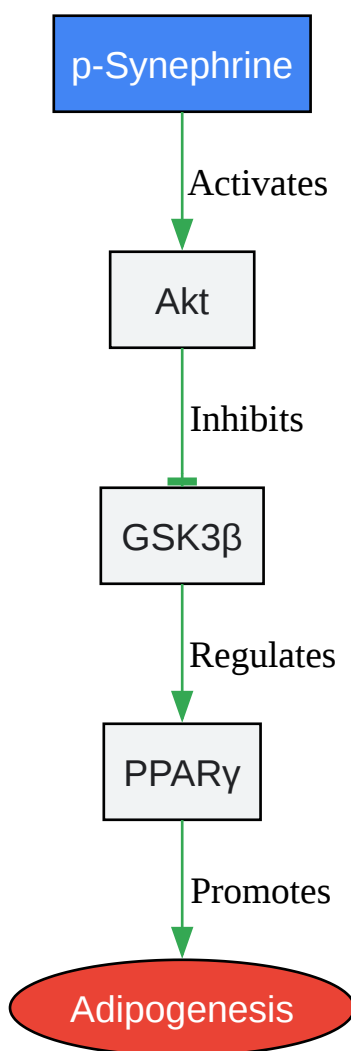 p-Synephrine
Activates
Akt
Inhibits
GSK3β
Regulates
PPARγ
Promotes
Adipogenesis